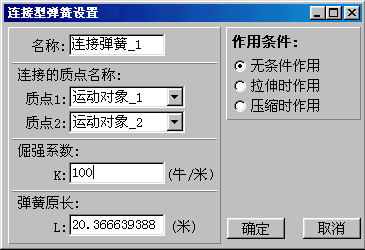 连接型弹簧设置
名称: 连接弹簧_1
连接的质点名称:
质点1: 运动对象_1
质点2: 运动对象_2
倔强系数:
K: 100 (牛/米)
弹簧原长:
L: 20.366639388 (米)
作用条件:
无条件作用
拉伸时作用
压缩时作用
确定 取消